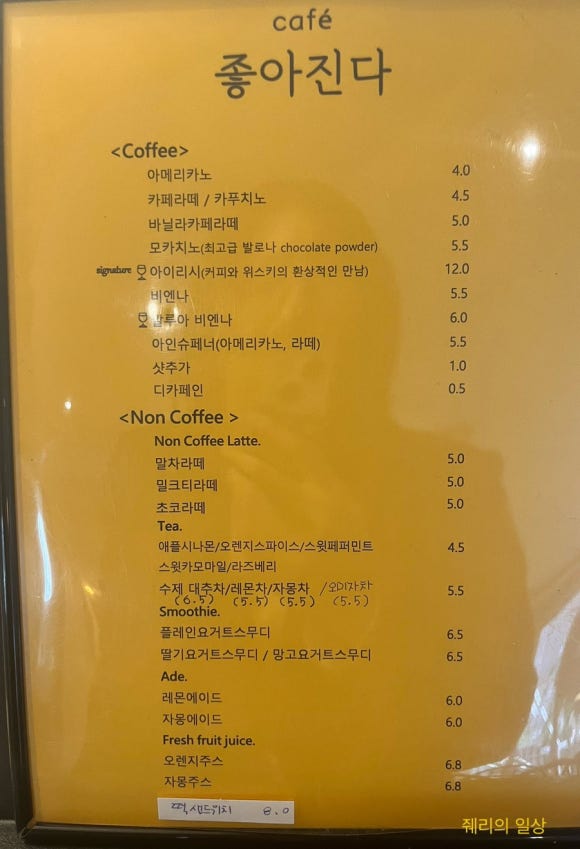 café
좋아진다
<Coffee>
아메리카노 4.0
카페라떼 / 카푸치노 4.5
바닐라카페라떼 5.0
모카치노(최고급 발로나 chocolate powder) 5.5
signature 아이리시(커피와 위스키의 환상적인 만남) 12.0
비엔나 5.5
깔루아 비엔나 6.0
아인슈페너(아메리카노, 라떼) 5.5
샷추가 1.0
디카페인 0.5
<Non Coffee >
Non Coffee Latte.
말차라떼 5.0
밀크티라떼 5.0
초코라떼 5.0
Tea.
애플시나몬/오렌지스파이스/스윗페퍼민트 4.5
스윗카모마일/라즈베리
수제 대추차/레몬차/자몽차 /오미자차 5.5
(6.5) (5.5) (5.5) (5.5)
Smoothie.
플레인요거트스무디 6.5
딸기요거트스무디 / 망고요거트스무디 6.5
Ade.
레몬에이드 6.0
자몽에이드 6.0
Fresh fruit juice.
오렌지주스 6.8
자몽주스 6.8
떡샌드위치 8.0
쮀리의 일상